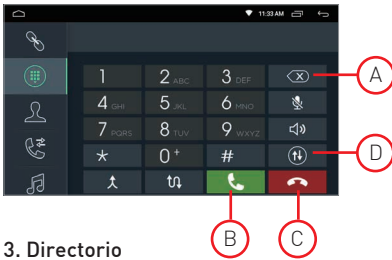 11:33 AM
1 2 ABC 3 DEF
A
4 GHI 5 JKL 6 MNO
7 PQRS 8 TUV 9 WXYZ
* 0 + #
D
B C
3. Directorio